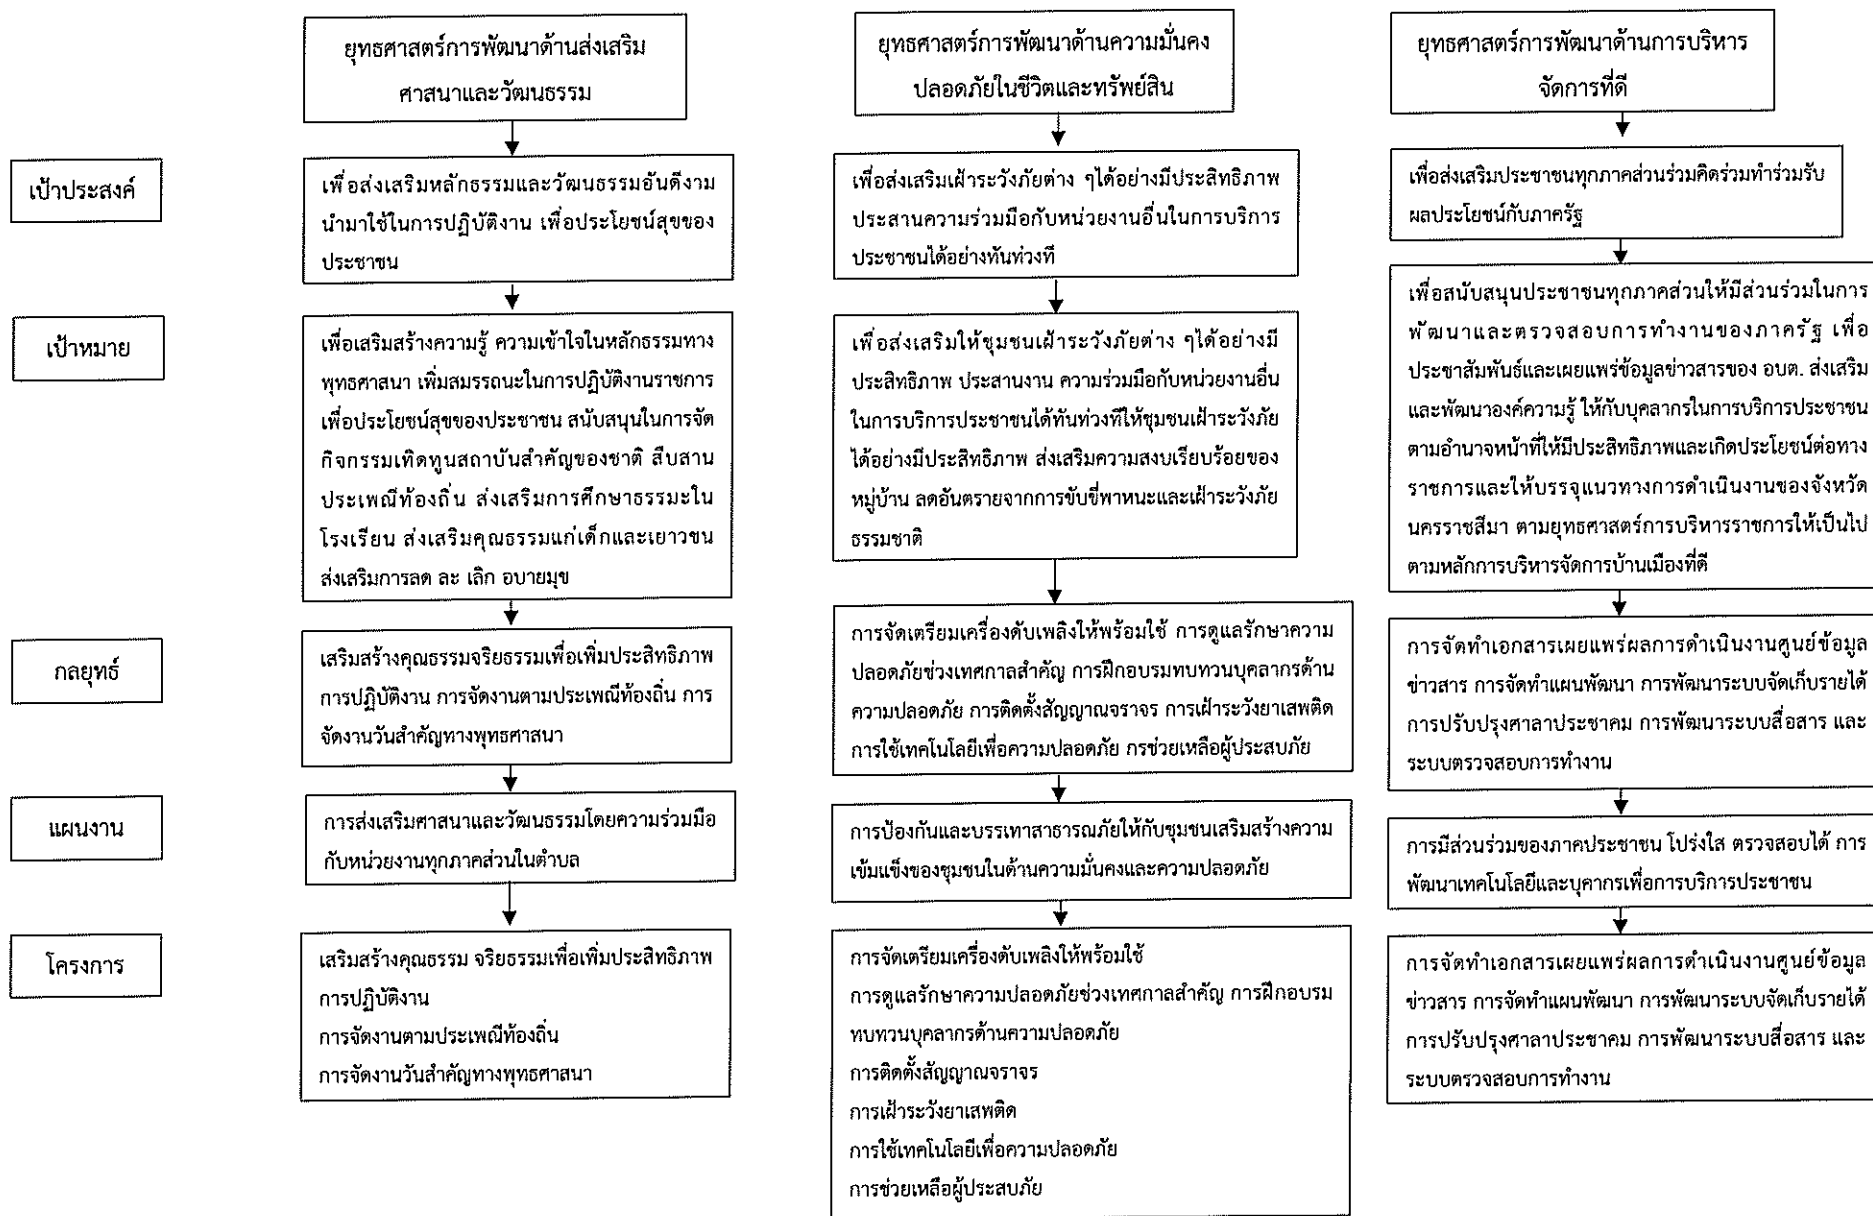 ยุทธศาสตร์การพัฒนาด้านส่งเสริม
ศาสนาและวัฒนธรรม
ยุทธศาสตร์การพัฒนาด้านความมั่นคง
ปลอดภัยในชีวิตและทรัพย์สิน
ยุทธศาสตร์การพัฒนาด้านการบริหาร
จัดการที่ดี
เป้าประสงค์
เพื่อส่งเสริมหลักธรรมและวัฒนธรรมอันดีงาม
นำมาใช้ในการปฏิบัติงาน เพื่อประโยชน์สุขของ
ประชาชน
เพื่อส่งเสริมเฝ้าระวังภัยต่าง ๆได้อย่างมีประสิทธิภาพ
ประสานความร่วมมือกับหน่วยงานอื่นในการบริการ
ประชาชนได้อย่างทันท่วงที
เพื่อส่งเสริมประชาชนทุกภาคส่วนร่วมคิดร่วมทำร่วมรับ
ผลประโยชน์กับภาครัฐ
เป้าหมาย
เพื่อเสริมสร้างความรู้ ความเข้าใจในหลักธรรมทาง
พุทธศาสนา เพิ่มสมรรถนะในการปฏิบัติงานราชการ
เพื่อประโยชน์สุขของประชาชน สนับสนุนในการจัด
กิจกรรมเทิดทูนสถาบันสำคัญของชาติ สืบสาน
ประเพณีท้องถิ่น ส่งเสริมการศึกษาธรรมะใน
โรงเรียน ส่งเสริมคุณธรรมแก่เด็กและเยาวชน
ส่งเสริมการลด ละ เลิก อบายมุข
เพื่อส่งเสริมให้ชุมชนเฝ้าระวังภัยต่าง ๆได้อย่างมี
ประสิทธิภาพ ประสานงาน ความร่วมมือกับหน่วยงานอื่น
ในการบริการประชาชนได้ทันท่วงทีให้ชุมชนเฝ้าระวังภัย
ได้อย่างมีประสิทธิภาพ ส่งเสริมความสงบเรียบร้อยของ
หมู่บ้าน ลดอันตรายจากการขับขี่พาหนะและเฝ้าระวังภัย
ธรรมชาติ
เพื่อสนับสนุนประชาชนทุกภาคส่วนให้มีส่วนร่วมในการ
พัฒนาและตรวจสอบการทำงานของภาครัฐ เพื่อ
ประชาสัมพันธ์และเผยแพร่ข้อมูลข่าวสารของ อบต. ส่งเสริม
และพัฒนาองค์ความรู้ ให้กับบุคลากรในการบริการประชาชน
ตามอำนาจหน้าที่ให้มีประสิทธิภาพและเกิดประโยชน์ต่อทาง
ราชการและให้บรรจุแนวทางการดำเนินงานของจังหวัด
นครราชสีมา ตามยุทธศาสตร์การบริหารราชการให้เป็นไป
ตามหลักการบริหารจัดการบ้านเมืองที่ดี
กลยุทธ์
เสริมสร้างคุณธรรมจริยธรรมเพื่อเพิ่มประสิทธิภาพ
การปฏิบัติงาน การจัดงานตามประเพณีท้องถิ่น การ
จัดงานวันสำคัญทางพุทธศาสนา
การจัดเตรียมเครื่องดับเพลิงให้พร้อมใช้ การดูแลรักษาความ
ปลอดภัยช่วงเทศกาลสำคัญ การฝึกอบรมทบทวนบุคลากรด้าน
ความปลอดภัย การติดตั้งสัญญาณจราจร การเฝ้าระวังยาเสพติด
การใช้เทคโนโลยีเพื่อความปลอดภัย กรช่วยเหลือผู้ประสบภัย
การจัดทำเอกสารเผยแพร่ผลการดำเนินงานศูนย์ข้อมูล
ข่าวสาร การจัดทำแผนพัฒนา การพัฒนาระบบจัดเก็บรายได้
การปรับปรุงศาลาประชาคม การพัฒนาระบบสื่อสาร และ
ระบบตรวจสอบการทำงาน
แผนงาน
การส่งเสริมศาสนาและวัฒนธรรมโดยความร่วมมือ
กับหน่วยงานทุกภาคส่วนในตำบล
การป้องกันและบรรเทาสาธารณภัยให้กับชุมชนเสริมสร้างความ
เข้มแข็งของชุมชนในด้านความมั่นคงและความปลอดภัย
การมีส่วนร่วมของภาคประชาชน โปร่งใส ตรวจสอบได้ การ
พัฒนาเทคโนโลยีและบุคากรเพื่อการบริการประชาชน
โครงการ
เสริมสร้างคุณธรรม จริยธรรมเพื่อเพิ่มประสิทธิภาพ
การปฏิบัติงาน
การจัดงานตามประเพณีท้องถิ่น
การจัดงานวันสำคัญทางพุทธศาสนา
การจัดเตรียมเครื่องดับเพลิงให้พร้อมใช้
การดูแลรักษาความปลอดภัยช่วงเทศกาลสำคัญ การฝึกอบรม
ทบทวนบุคลากรด้านความปลอดภัย
การติดตั้งสัญญาณจราจร
การเฝ้าระวังยาเสพติด
การใช้เทคโนโลยีเพื่อความปลอดภัย
การช่วยเหลือผู้ประสบภัย
การจัดทำเอกสารเผยแพร่ผลการดำเนินงานศูนย์ข้อมูล
ข่าวสาร การจัดทำแผนพัฒนา การพัฒนาระบบจัดเก็บรายได้
การปรับปรุงศาลาประชาคม การพัฒนาระบบสื่อสาร และ
ระบบตรวจสอบการทำงาน